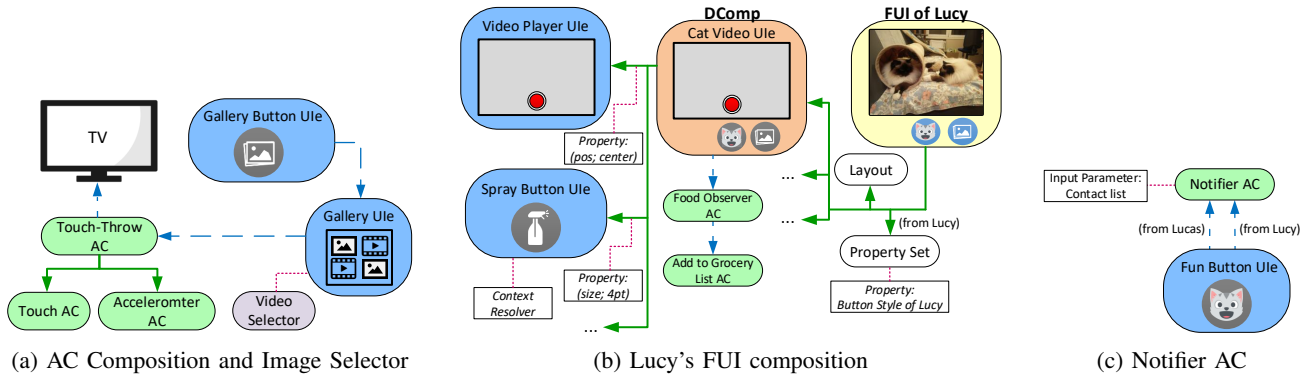 TV
Gallery Button UIe
Gallery UIe
Touch-Throw
AC
Touch AC
Acceleromter
AC
Video
Selector
(a) AC Composition and Image Selector
Video Player UIe
DComp
Cat Video UIe
FUI of Lucy
Property:
(pos; center)
Spray Button UIe
Property:
(size; 4pt)
Context
Resolver
...
Food Observer
AC
Add to Grocery
List AC
...
...
Layout
(from Lucy)
Property Set
Property:
Button Style of Lucy
(b) Lucy's FUI composition
Input Parameter:
Contact list
Notifier AC
(from Lucas)
(from Lucy)
Fun Button UIe
(c) Notifier AC